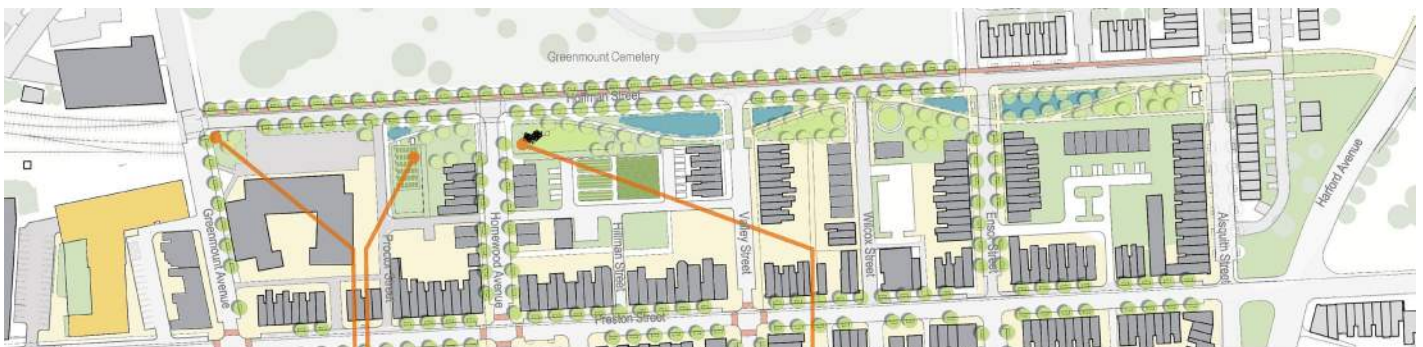 Greenmount Cemetery
Hoffman Street
Harford Avenue
Greenmount Avenue
Proctor Street
Homewood Avenue
Hillman Street
Valley Street
Wilcox Street
Ensor Street
Aisquith Street
Preston Street